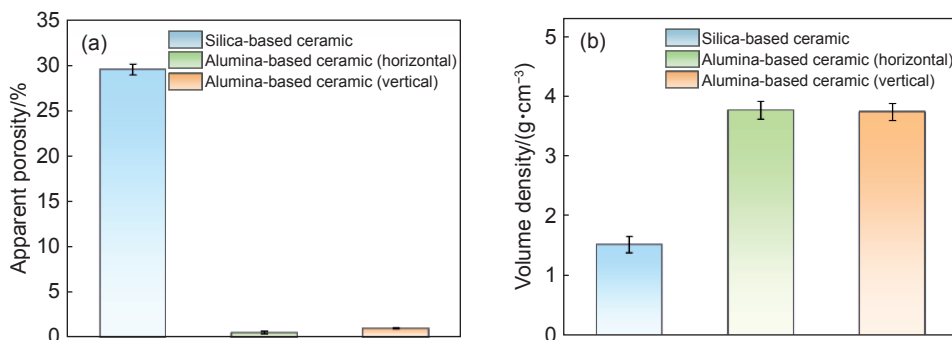 (a)
Silica-based ceramic
Alumina-based ceramic (horizontal)
Alumina-based ceramic (vertical)
Apparent porosity/%
35
30
25
20
15
10
5
0
(b)
Silica-based ceramic
Alumina-based ceramic (horizontal)
Alumina-based ceramic (vertical)
Volume density/(g·cm⁻³)
5
4
3
2
1
0